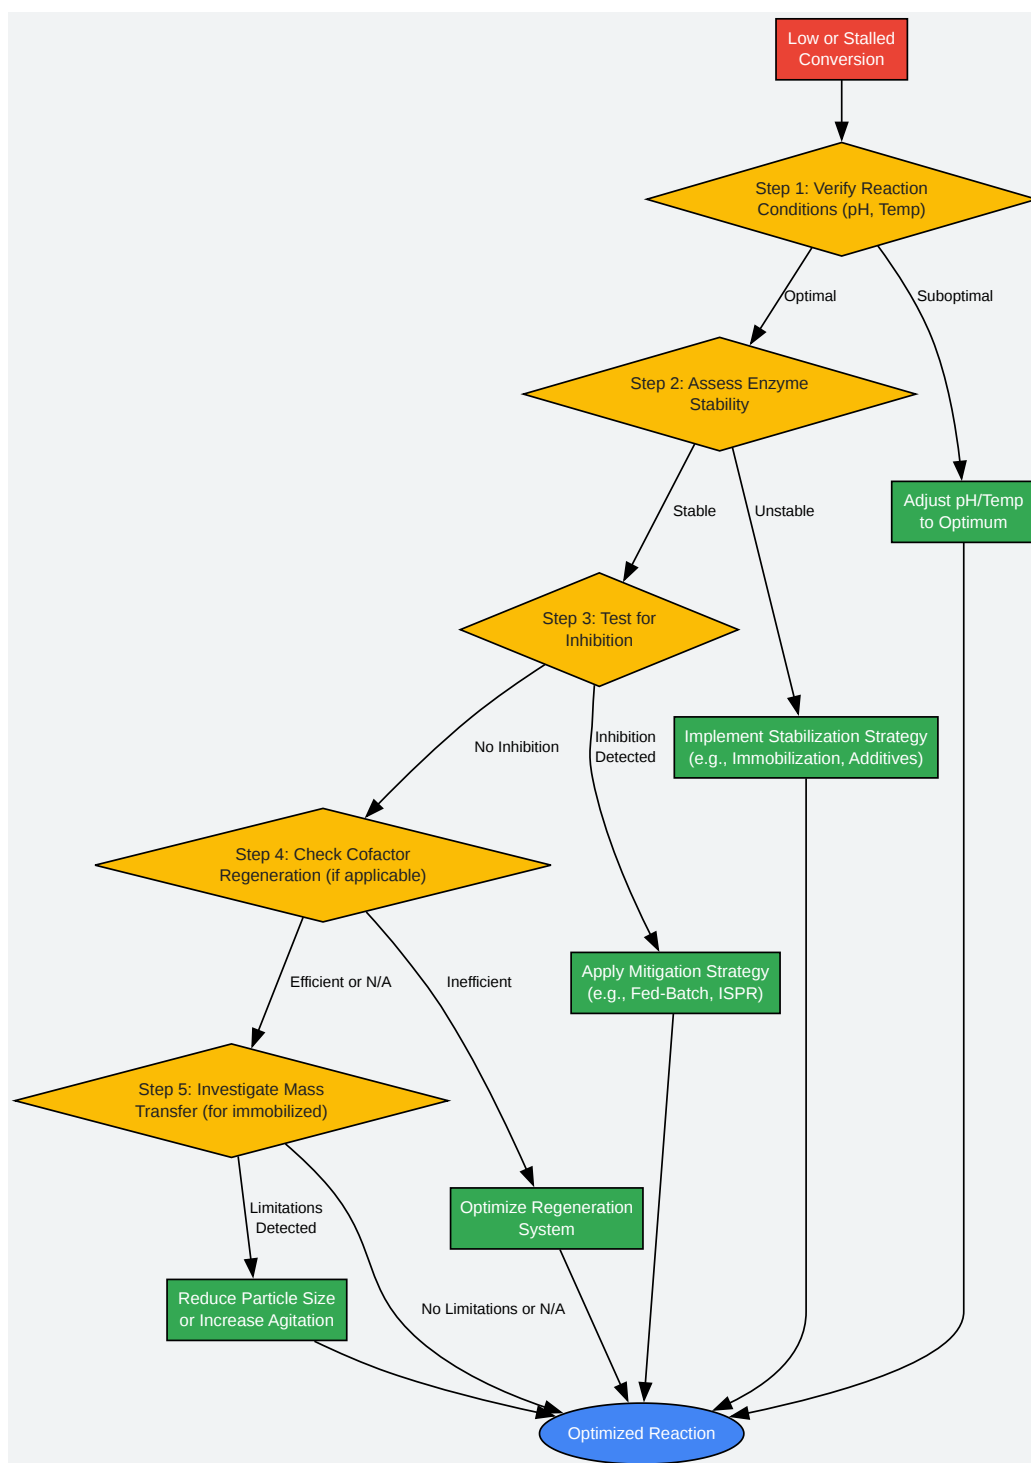 Low or Stalled
Conversion
Step 1: Verify Reaction
Conditions (pH, Temp)
Optimal
Suboptimal
Step 2: Assess Enzyme
Stability
Stable
Unstable
Adjust pH/Temp
to Optimum
Step 3: Test for
Inhibition
No Inhibition
Inhibition
Detected
Implement Stabilization Strategy
(e.g., Immobilization, Additives)
Step 4: Check Cofactor
Regeneration (if applicable)
Efficient or N/A
Inefficient
Apply Mitigation Strategy
(e.g., Fed-Batch, ISPR)
Step 5: Investigate Mass
Transfer (for immobilized)
Limitations
Detected
Optimize Regeneration
System
Reduce Particle Size
or Increase Agitation
No Limitations or N/A
Optimized Reaction